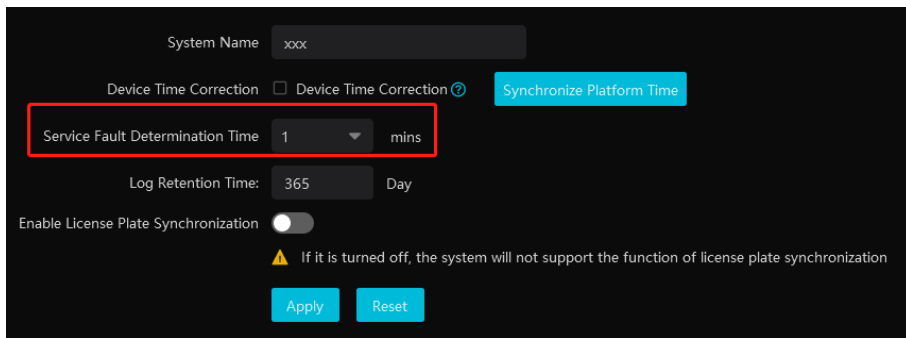 System Name xxx
Device Time Correction Device Time Correction ? Synchronize Platform Time
Service Fault Determination Time 1 mins
Log Retention Time: 365 Day
Enable License Plate Synchronization
If it is turned off, the system will not support the function of license plate synchronization
Apply Reset